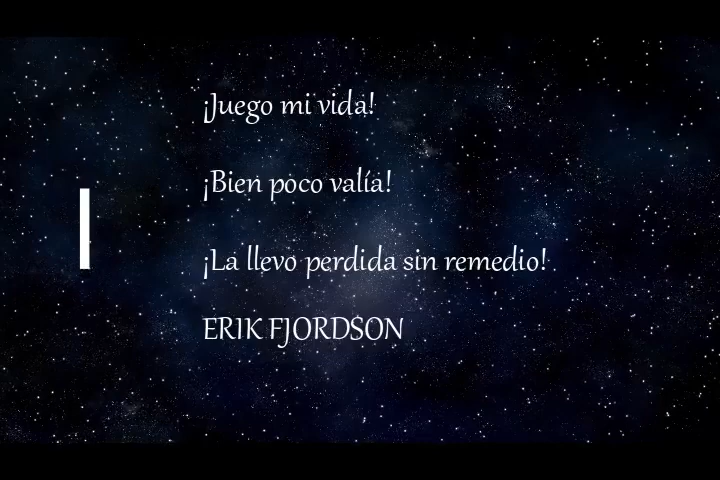 I
¡Juego mi vida!
¡Bien poco valía!
¡La llevo perdida sin remedio!
ERIK FJORDSON